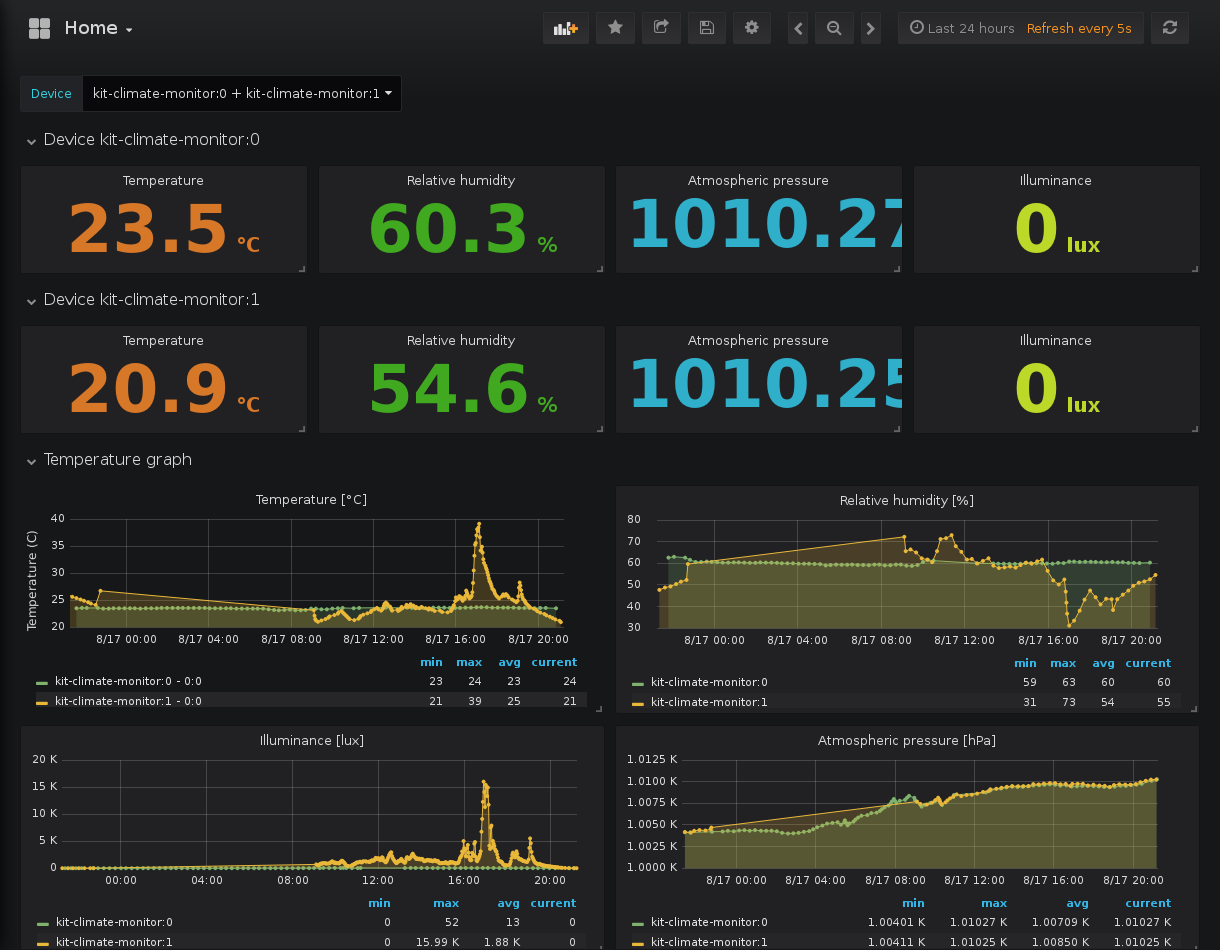 Home
Last 24 hours Refresh every 5s
Device kit-climate-monitor:0 + kit-climate-monitor:1
Device kit-climate-monitor:0
Temperature Relative humidity Atmospheric pressure Illuminance
23.5 °C 60.3 % 1010.27 0 lux
Device kit-climate-monitor:1
Temperature Relative humidity Atmospheric pressure Illuminance
20.9 °C 54.6 % 1010.25 0 lux
Temperature graph
Temperature [°C]
Temperature (C)
40
35
30
25
20
8/17 00:00 8/17 04:00 8/17 08:00 8/17 12:00 8/17 16:00 8/17 20:00
min max avg current
kit-climate-monitor:0 - 0:0 23 24 23 24
kit-climate-monitor:1 - 0:0 21 39 25 21
Relative humidity [%]
80
70
60
50
40
30
8/17 00:00 8/17 04:00 8/17 08:00 8/17 12:00 8/17 16:00 8/17 20:00
min max avg current
kit-climate-monitor:0 59 63 60 60
kit-climate-monitor:1 31 73 54 55
Illuminance [lux]
20 K
15 K
10 K
5 K
0
00:00 04:00 08:00 12:00 16:00 20:00
min max avg current
kit-climate-monitor:0 0 52 13 0
kit-climate-monitor:1 0 15.99 K 1.88 K 0
Atmospheric pressure [hPa]
1.0125 K
1.0100 K
1.0075 K
1.0050 K
1.0025 K
1.0000 K
8/17 00:00 8/17 04:00 8/17 08:00 8/17 12:00 8/17 16:00 8/17 20:00
min max avg current
kit-climate-monitor:0 1.00401 K 1.01027 K 1.00709 K 1.01027 K
kit-climate-monitor:1 1.00411 K 1.01025 K 1.00850 K 1.01025 K